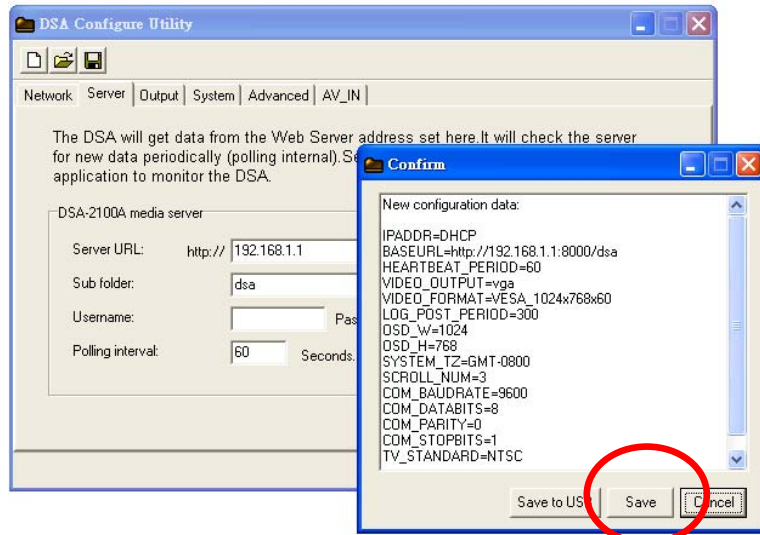 DSA Configure Utility
Network Server Output System Advanced AV_IN
The DSA will get data from the Web Server address set here.It will check the server
for new data periodically (polling internal).Se
application to monitor the DSA.
DSA-2100A media server
Server URL: http:// 192.168.1.1
Sub folder: dsa
Username: Pas
Polling interval: 60 Seconds.
Confirm
New configuration data:
IPADDR=DHCP
BASEURL=http://192.168.1.1:8000/dsa
HEARTBEAT_PERIOD=60
VIDEO_OUTPUT=vga
VIDEO_FORMAT=VESA_1024x768x60
LOG_POST_PERIOD=300
OSD_W=1024
OSD_H=768
SYSTEM_TZ=GMT-0800
SCROLL_NUM=3
COM_BAUDRATE=9600
COM_DATABITS=8
COM_PARITY=0
COM_STOPBITS=1
TV_STANDARD=NTSC
Save to USB Save Cancel